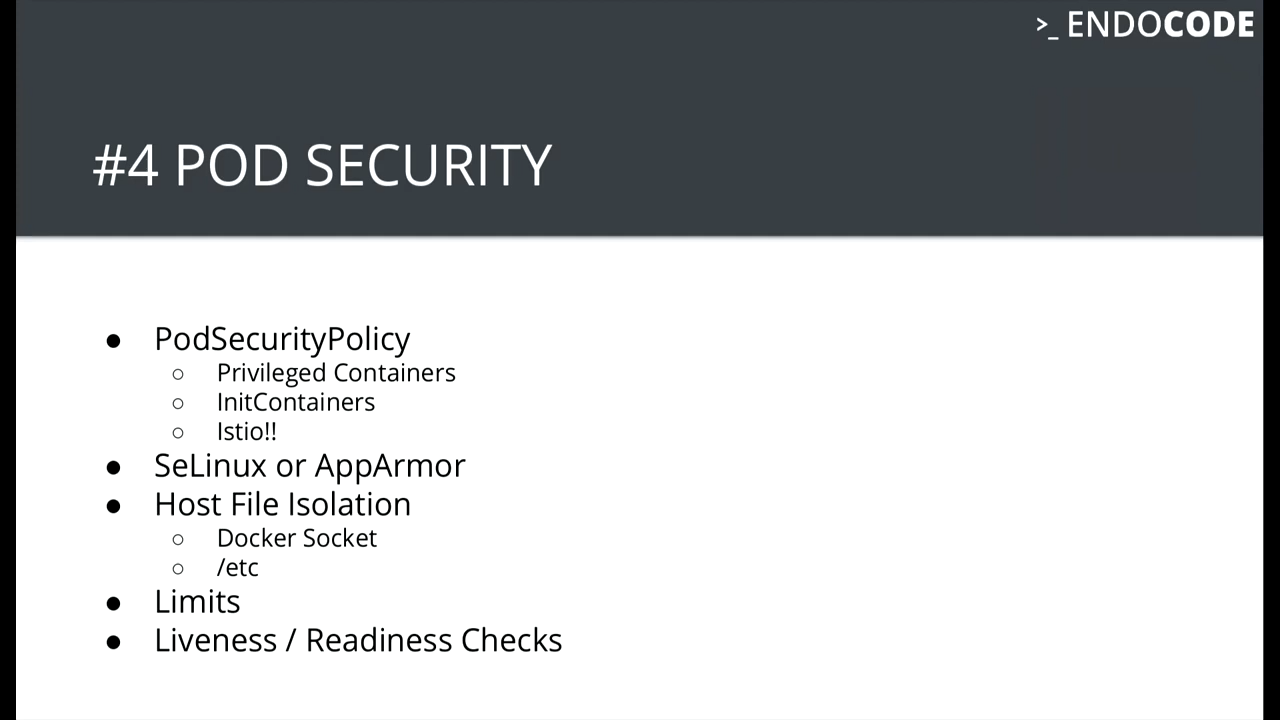 >_ ENDOCODE
#4 POD SECURITY
● PodSecurityPolicy
○ Privileged Containers
○ InitContainers
○ Istio!!
● SeLinux or AppArmor
● Host File Isolation
○ Docker Socket
○ /etc
● Limits
● Liveness / Readiness Checks